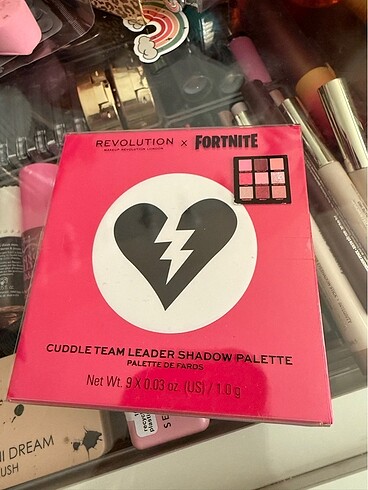 REVOLUTION x FORTNITE
MAKEUP REVOLUTION LONDON
CUDDLE TEAM LEADER SHADOW PALETTE
PALETTE DE FARDS
Net Wt. 9 X 0.03 oz. (US) / 1.0 g
DREAM
USH